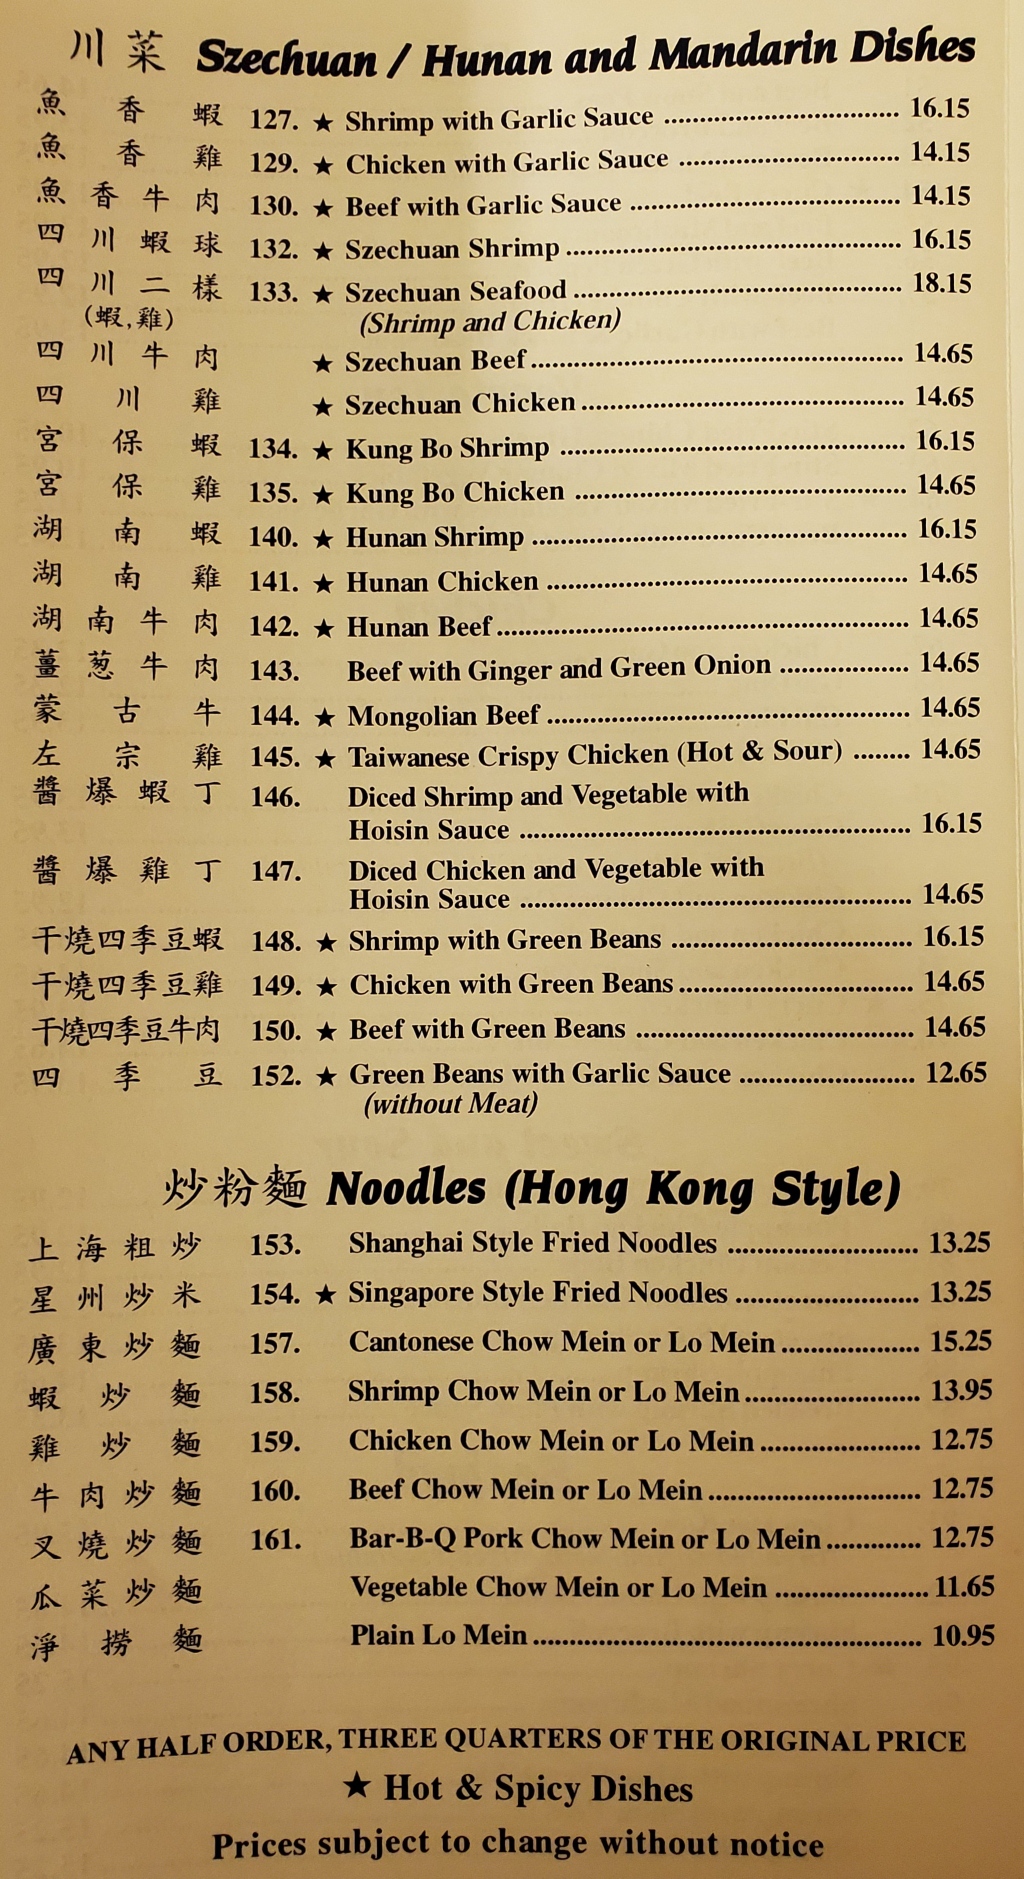 川菜 Szechuan / Hunan and Mandarin Dishes
魚香蝦 127. ★ Shrimp with Garlic Sauce 16.15
魚香雞 129. ★ Chicken with Garlic Sauce 14.15
魚香牛肉 130. ★ Beef with Garlic Sauce 14.15
四川蝦球 132. ★ Szechuan Shrimp 16.15
四川二樣 133. ★ Szechuan Seafood 18.15
(蝦,雞) (Shrimp and Chicken)
四川牛肉 ★ Szechuan Beef 14.65
四川雞 ★ Szechuan Chicken 14.65
宮保蝦 134. ★ Kung Bo Shrimp 16.15
宮保雞 135. ★ Kung Bo Chicken 14.65
湖南蝦 140. ★ Hunan Shrimp 16.15
湖南雞 141. ★ Hunan Chicken 14.65
湖南牛肉 142. ★ Hunan Beef 14.65
薑葱牛肉 143. Beef with Ginger and Green Onion 14.65
蒙古牛 144. ★ Mongolian Beef 14.65
左宗雞 145. ★ Taiwanese Crispy Chicken (Hot & Sour) 14.65
醬爆蝦丁 146. Diced Shrimp and Vegetable with
Hoisin Sauce 16.15
醬爆雞丁 147. Diced Chicken and Vegetable with
Hoisin Sauce 14.65
干燒四季豆蝦 148. ★ Shrimp with Green Beans 16.15
干燒四季豆雞 149. ★ Chicken with Green Beans 14.65
干燒四季豆牛肉 150. ★ Beef with Green Beans 14.65
四季豆 152. ★ Green Beans with Garlic Sauce 12.65
(without Meat)
炒粉麵 Noodles (Hong Kong Style)
上海粗炒 153. Shanghai Style Fried Noodles 13.25
星州炒米 154. ★ Singapore Style Fried Noodles 13.25
廣東炒麵 157. Cantonese Chow Mein or Lo Mein 15.25
蝦炒麵 158. Shrimp Chow Mein or Lo Mein 13.95
雞炒麵 159. Chicken Chow Mein or Lo Mein 12.75
牛肉炒麵 160. Beef Chow Mein or Lo Mein 12.75
叉燒炒麵 161. Bar-B-Q Pork Chow Mein or Lo Mein 12.75
瓜菜炒麵 Vegetable Chow Mein or Lo Mein 11.65
淨撈麵 Plain Lo Mein 10.95
ANY HALF ORDER, THREE QUARTERS OF THE ORIGINAL PRICE
★ Hot & Spicy Dishes
Prices subject to change without notice